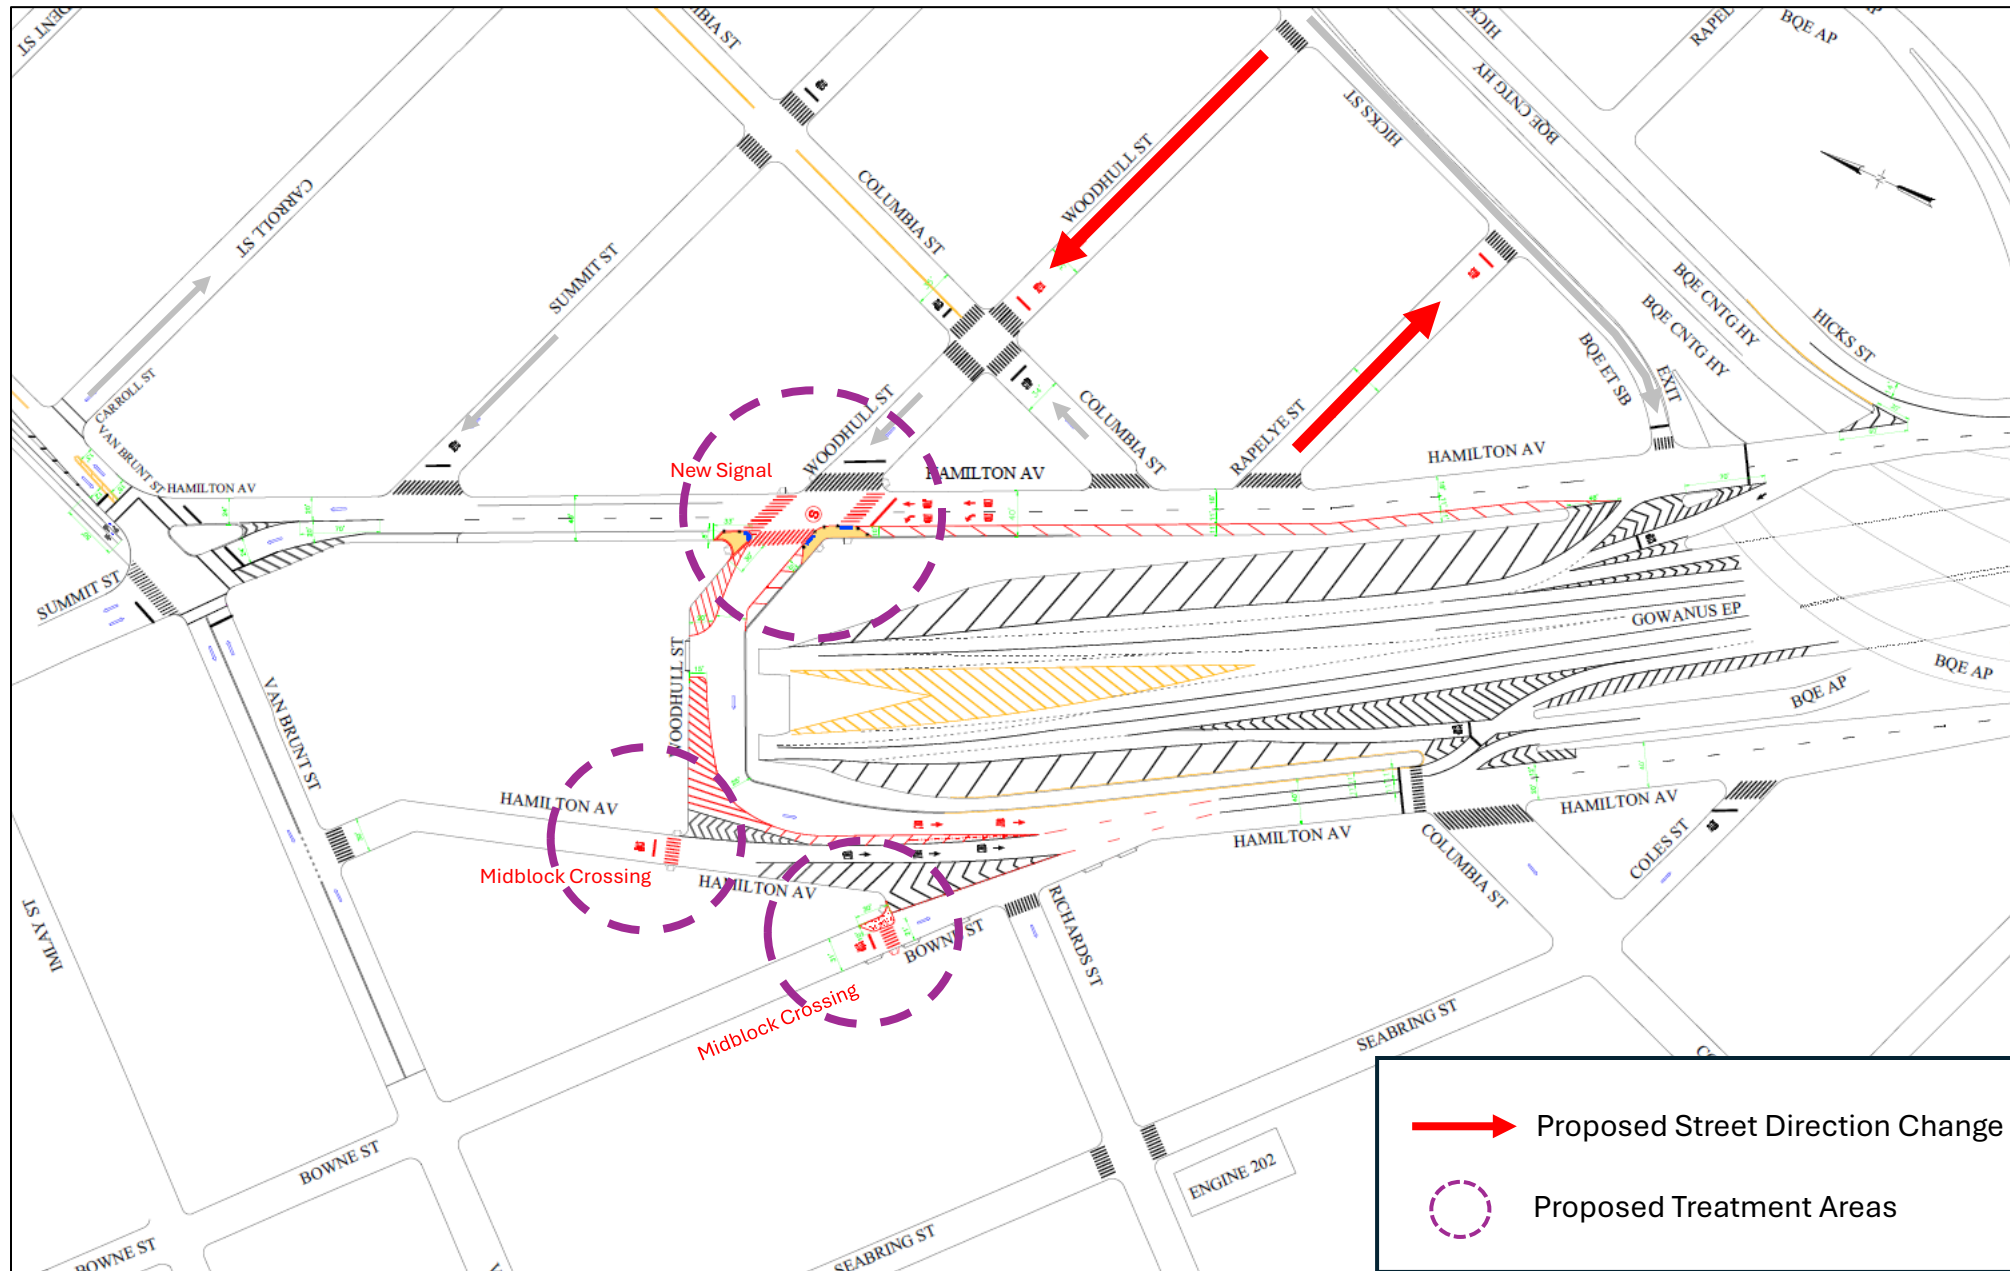 BQE AP
HICKS ST
BQE CNTG HY
CARROLL ST
WOODHULL ST
COLUMBIA ST
SUMMIT ST
BQE CNTG HY
BQE CNTG HY
HICKS ST
BQE ET SB
EXIT
CARROLL ST
VAN BRUNT ST
HAMILTON AV
New Signal
WOODHULL ST
HAMILTON AV
COLUMBIA ST
RAPELYE ST
HAMILTON AV
SUMMIT ST
GOWANUS EP
BQE AP
BQE AP
VAN BRUNT ST
WOODHULL ST
HAMILTON AV
HAMILTON AV
HAMILTON AV
COLUMBIA ST
COLES ST
Midblock Crossing
HAMILTON AV
RICHARDS ST
BOWNE ST
IMLAY ST
Midblock Crossing
SEABRING ST
BOWNE ST
ENGINE 202
SEABRING ST
BOWNE ST
Proposed Street Direction Change
Proposed Treatment Areas